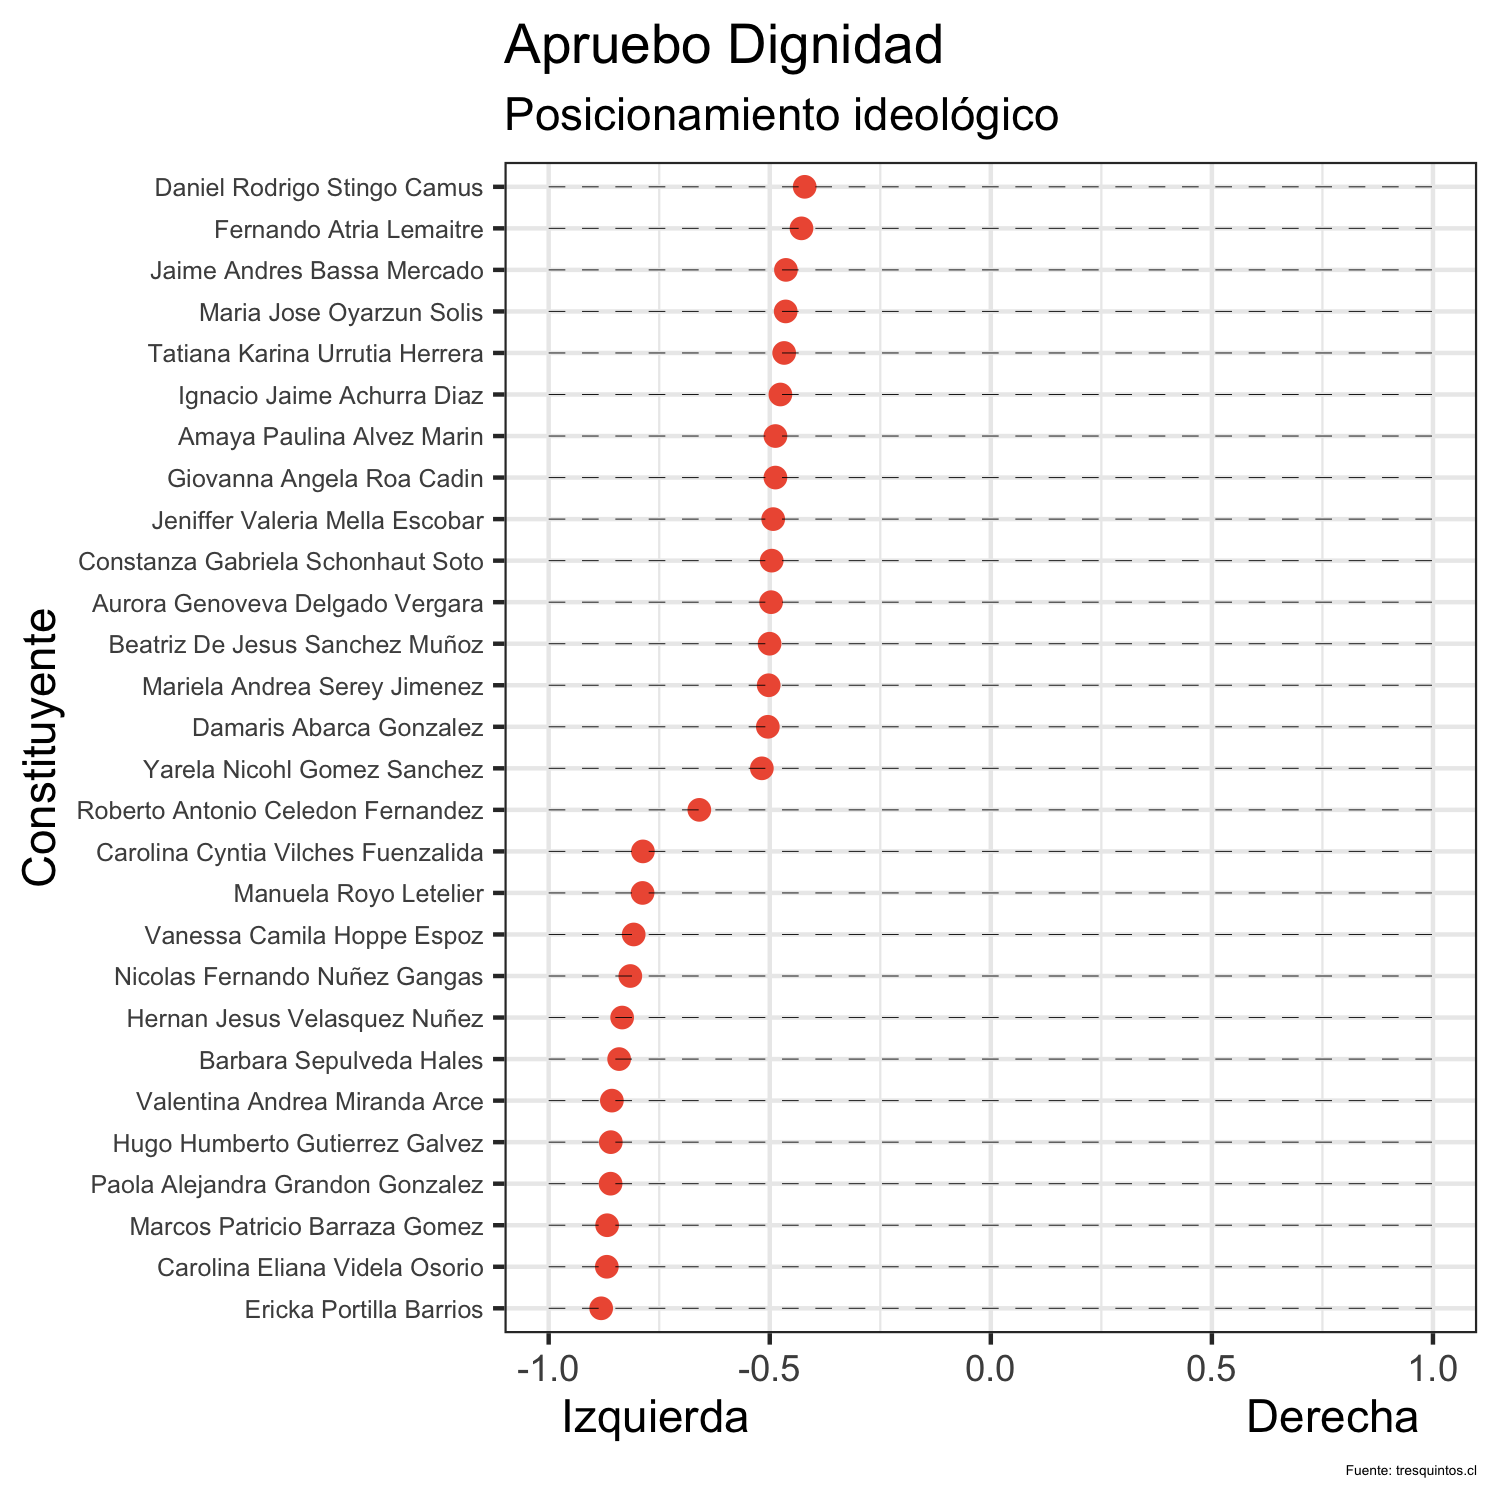 Apruebo Dignidad
Posicionamiento ideológico
Constituyente
Daniel Rodrigo Stingo Camus
Fernando Atria Lemaitre
Jaime Andres Bassa Mercado
Maria Jose Oyarzun Solis
Tatiana Karina Urrutia Herrera
Ignacio Jaime Achurra Diaz
Amaya Paulina Alvez Marin
Giovanna Angela Roa Cadin
Jeniffer Valeria Mella Escobar
Constanza Gabriela Schonhaut Soto
Aurora Genoveva Delgado Vergara
Beatriz De Jesus Sanchez Muñoz
Mariela Andrea Serey Jimenez
Damaris Abarca Gonzalez
Yarela Nicohl Gomez Sanchez
Roberto Antonio Celedon Fernandez
Carolina Cyntia Vilches Fuenzalida
Manuela Royo Letelier
Vanessa Camila Hoppe Espoz
Nicolas Fernando Nuñez Gangas
Hernan Jesus Velasquez Nuñez
Barbara Sepulveda Hales
Valentina Andrea Miranda Arce
Hugo Humberto Gutierrez Galvez
Paola Alejandra Grandon Gonzalez
Marcos Patricio Barraza Gomez
Carolina Eliana Videla Osorio
Ericka Portilla Barrios
-1.0 -0.5 0.0 0.5 1.0
Izquierda Derecha
Fuente: tresquintos.cl